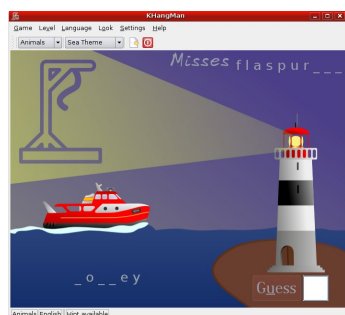 KHangMan
Game Level Language Look Settings Help
Animals Sea Theme
Misses f l a s p u r _ _ _
_ o _ _ e y
Guess
Animals English Hint available